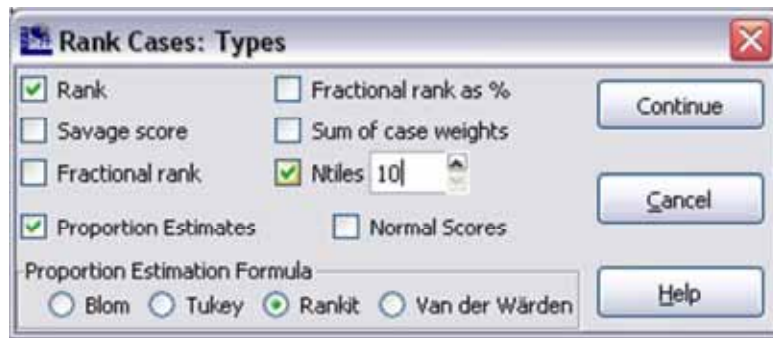 Rank Cases: Types
Rank
Fractional rank as %
Continue
Savage score
Sum of case weights
Fractional rank
Ntiles 10
Cancel
Proportion Estimates
Normal Scores
Proportion Estimation Formula
Blom Tukey Rankit Van der Wärden
Help